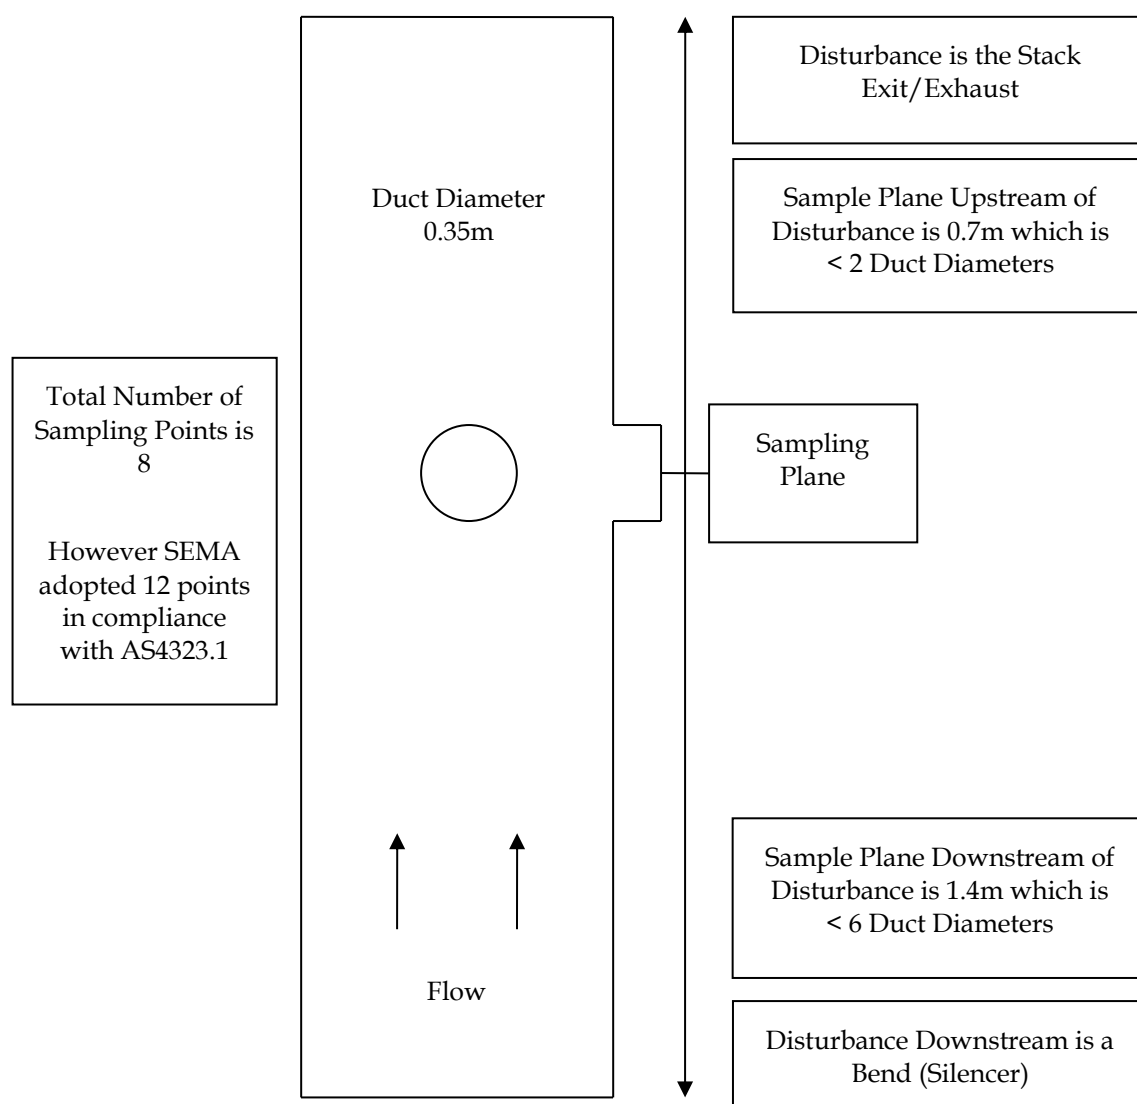 Disturbance is the Stack
Exit/Exhaust
Duct Diameter
0.35m
Sample Plane Upstream of
Disturbance is 0.7m which is
< 2 Duct Diameters
Total Number of
Sampling Points is
8
However SEMA
adopted 12 points
in compliance
with AS4323.1
Sampling
Plane
Sample Plane Downstream of
Disturbance is 1.4m which is
< 6 Duct Diameters
Flow
Disturbance Downstream is a
Bend (Silencer)